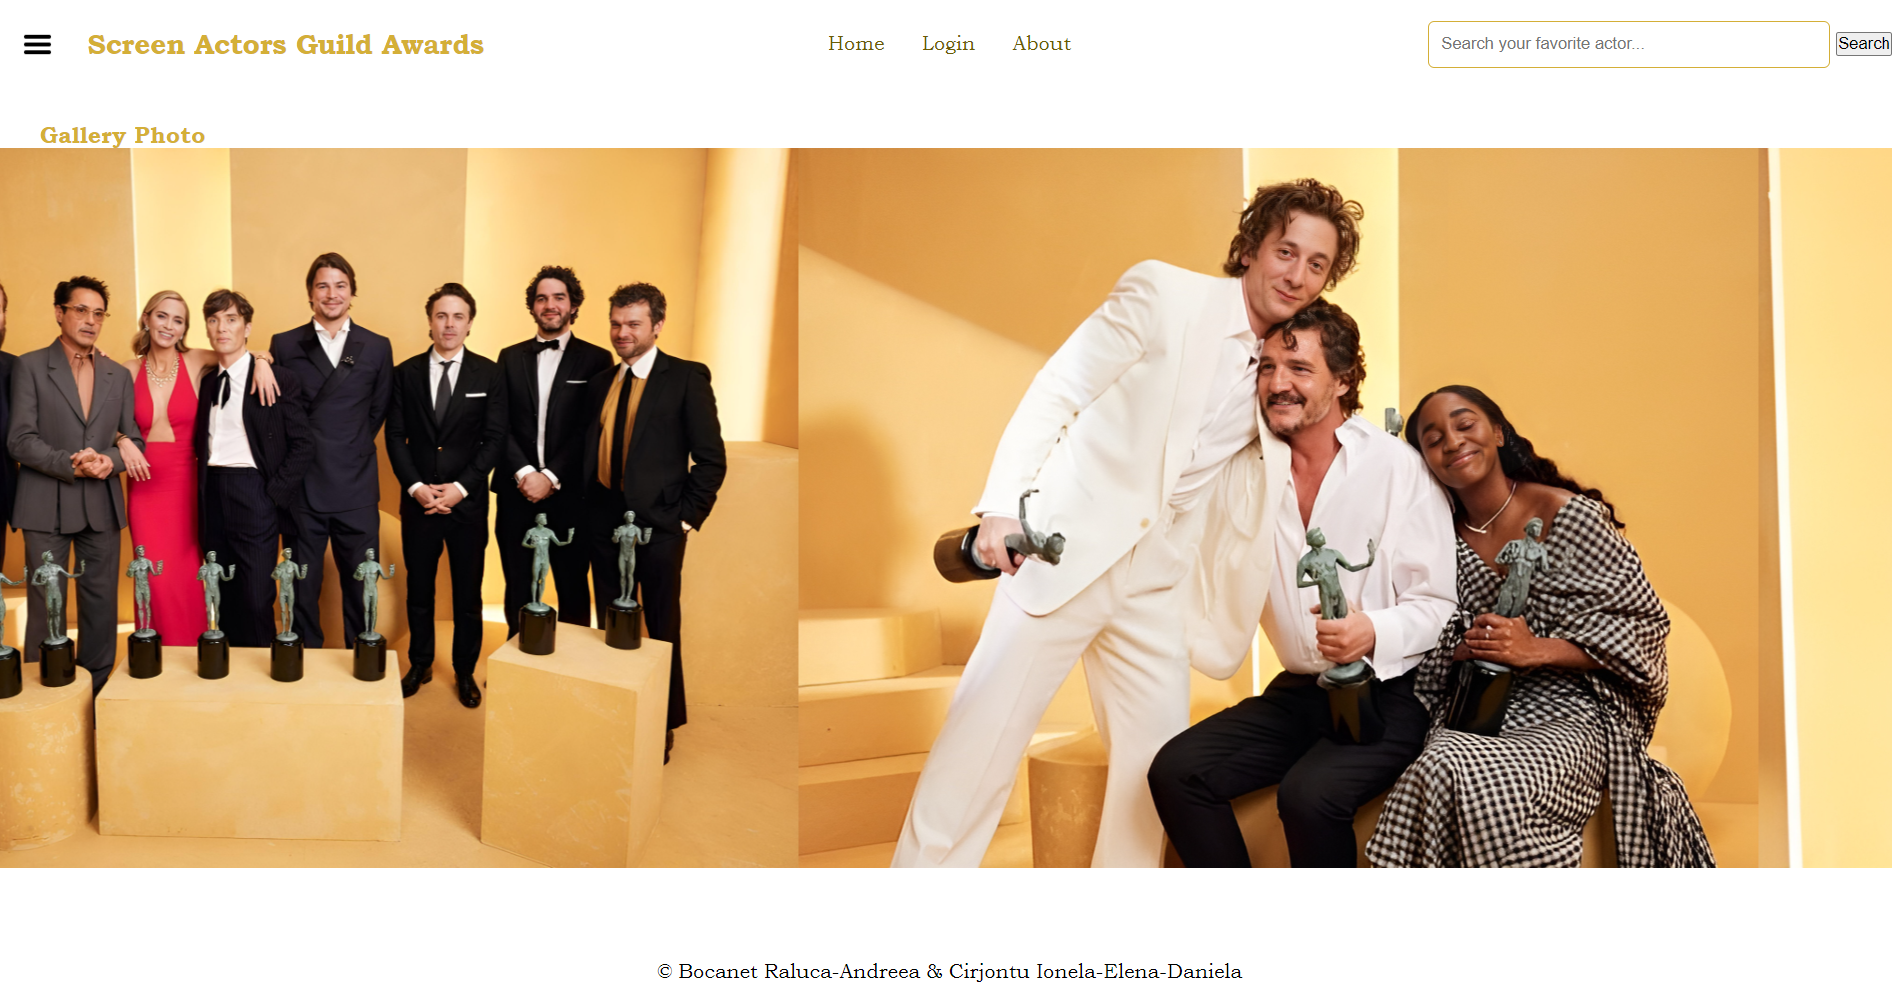 Screen Actors Guild Awards
Home Login About
Search your favorite actor...
Search
Gallery Photo
© Bocanet Raluca-Andreea & Cirjontu Ionela-Elena-Daniela